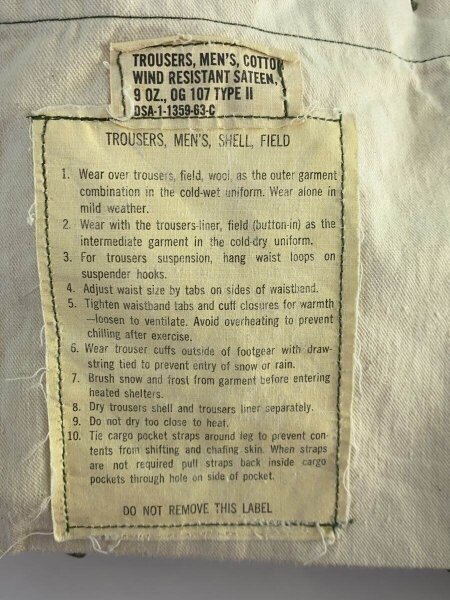 TROUSERS, MEN'S, COTTON
WIND RESISTANT SATEEN,
9 OZ., OG 107 TYPE II
DSA-1-1359-63-C
TROUSERS, MEN'S, SHELL, FIELD
1. Wear over trousers, field, wool, as the outer garment
combination in the cold-wet uniform. Wear alone in
mild weather.
2. Wear with the trousers-liner, field (button-in) as the
intermediate garment in the cold-dry uniform.
3. For trousers suspension, hang waist loops on
suspender hooks.
4. Adjust waist size by tabs on sides of waistband.
5. Tighten waistband tabs and cuff closures for warmth
—loosen to ventilate. Avoid overheating to prevent
chilling after exercise.
6. Wear trouser cuffs outside of footgear with draw-
string tied to prevent entry of snow or rain.
7. Brush snow and frost from garment before entering
heated shelters.
8. Dry trousers shell and trousers liner separately.
9. Do not dry too close to heat.
10. Tie cargo pocket straps around leg to prevent con-
tents from shifting and chafing skin. When straps
are not required pull straps back inside cargo
pockets through hole on side of pocket.
DO NOT REMOVE THIS LABEL